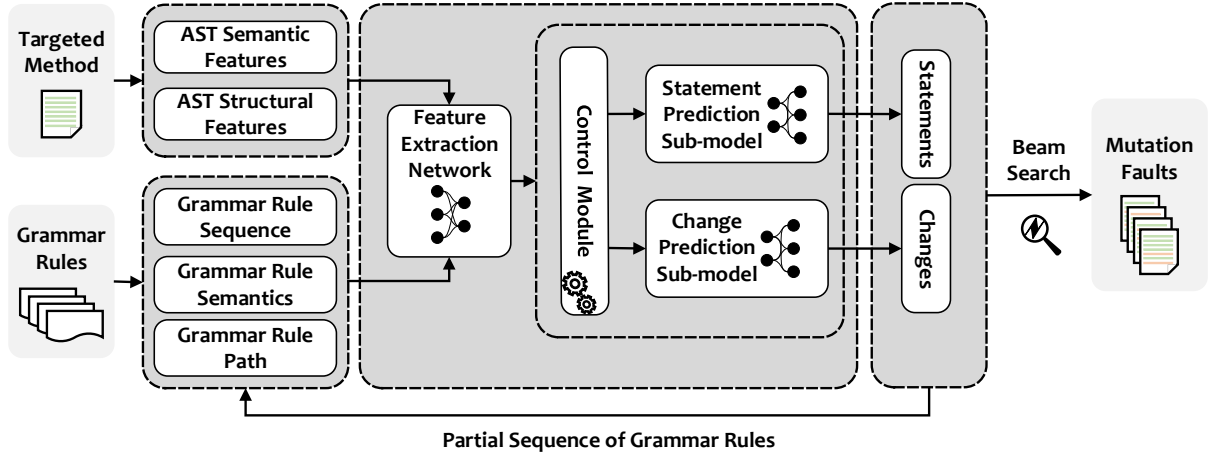 Targeted
Method
AST Semantic
Features
AST Structural
Features
Grammar
Rules
Grammar Rule
Sequence
Grammar Rule
Semantics
Grammar Rule
Path
Feature
Extraction
Network
Control Module
Statement
Prediction
Sub-model
Change
Prediction
Sub-model
Statements
Changes
Beam
Search
Mutation
Faults
Partial Sequence of Grammar Rules